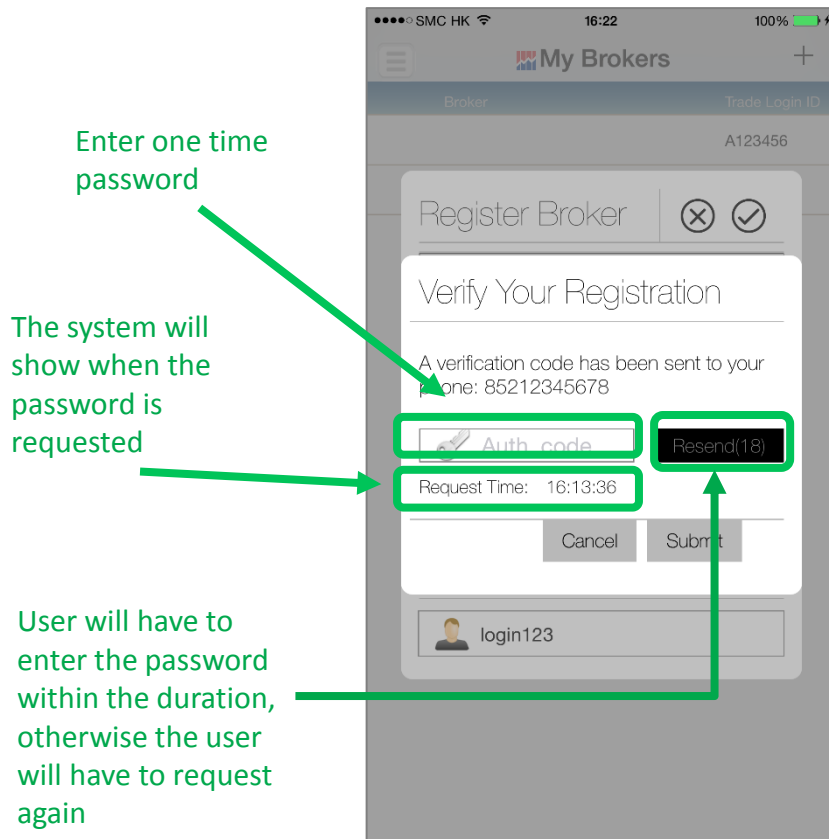 SMC HK 16:22 100%
My Brokers +
Broker Trade Login ID
A123456
Enter one time
password
Register Broker
Verify Your Registration
The system will
show when the
password is
requested
A verification code has been sent to your
phone: 85212345678
Auth. code Resend(18)
Request Time: 16:13:36
Cancel Submit
User will have to
enter the password
within the duration,
otherwise the user
will have to request
again
login123